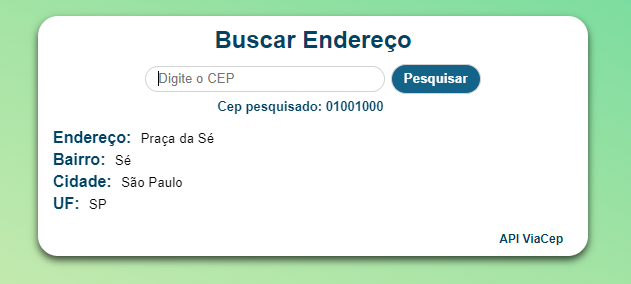 Buscar Endereço
Digite o CEP Pesquisar
Cep pesquisado: 01001000
Endereço: Praça da Sé
Bairro: Sé
Cidade: São Paulo
UF: SP
API ViaCep